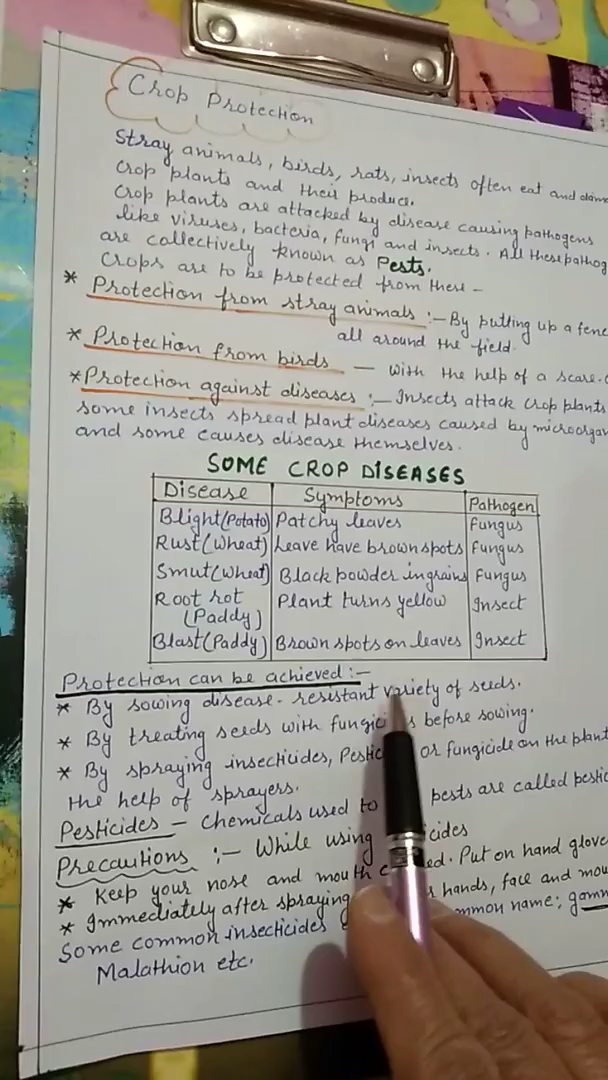 Crop Protection
Stray animals, birds, rats, insects often eat and
crop plants and their produce.
Crop plants are attacked by disease causing pathogens
like viruses, bacteria, fungi and insects. All these
are collectively known as Pests.
Crops are to be protected from these -
* Protection from stray animals :- By putting up a
all around the field.
* Protection from birds - with the help of a
* Protection against diseases :- Insects attack crop plants
some insects spread plant diseases caused by
and some causes disease themselves.
SOME CROP DISEASES
Disease Symptoms Pathogen
Blight (Potato) Patchy leaves Fungus
Rust (Wheat) Leave have brown spots Fungus
Smut (Wheat) Black powder in grains Fungus
Root rot Plant turns yellow Insect
(Paddy)
Blast (Paddy) Brown spots on leaves Insect
Protection can be achieved :-
* By sowing disease-resistant variety of seeds.
* By treating seeds with before sowing.
* By spraying insecticides, or fungicide on the
the help of sprayers.
Pesticides - Chemicals used to pests are called
Precautions :- While using
* Keep your nose and mouth Put on hand
* Immediately after spraying hands, face and
Some common insecticides name:
Malathion etc.